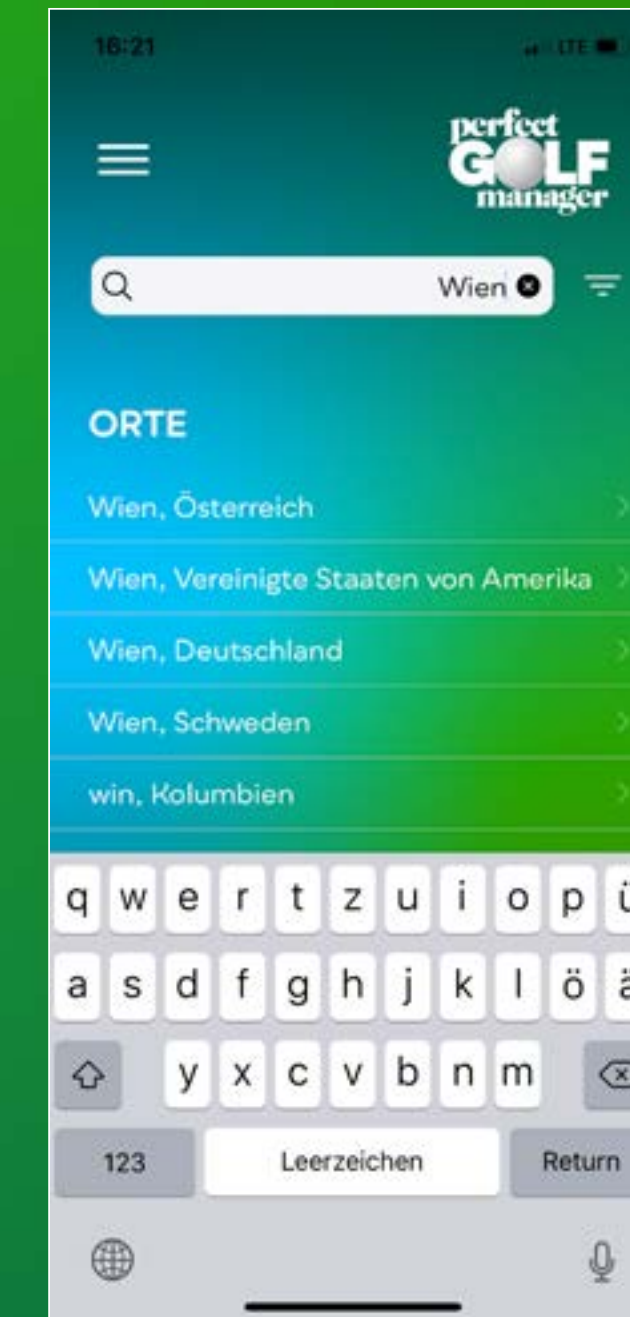 16:21
LTE
perfect
GOLF
manager
Wien
ORTE
Wien, Österreich
Wien, Vereinigte Staaten von Amerika
Wien, Deutschland
Wien, Schweden
win, Kolumbien
q w e r t z u i o p ü
a s d f g h j k l ö ä
y x c v b n m
123 Leerzeichen Return